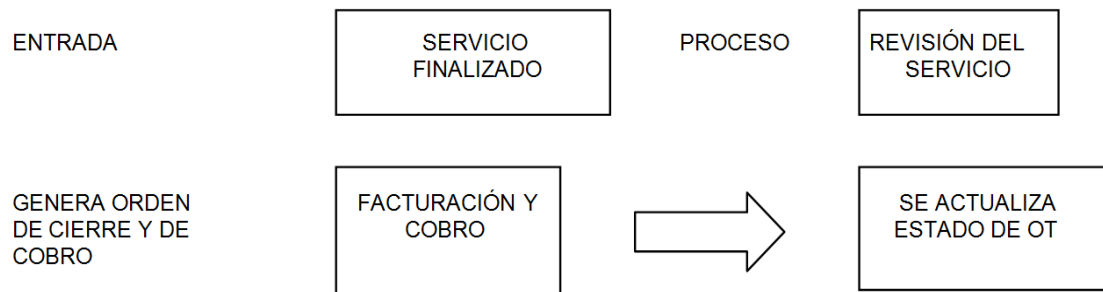 ENTRADA
SERVICIO
FINALIZADO
PROCESO
REVISIÓN DEL
SERVICIO
GENERA ORDEN
DE CIERRE Y DE
COBRO
FACTURACIÓN Y
COBRO
SE ACTUALIZA
ESTADO DE OT